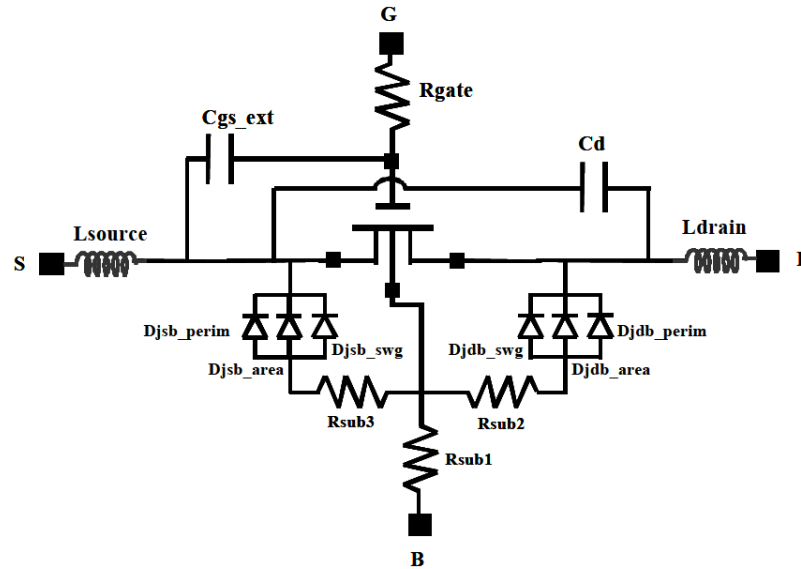 G
Rgate
Cgs_ext
Cd
Lsource
Ldrain
S
Djsb_perim
Djsb_swg
Djdb_swg
Djdb_perim
Djsb_area
Djdb_area
Rsub3
Rsub2
Rsub1
B